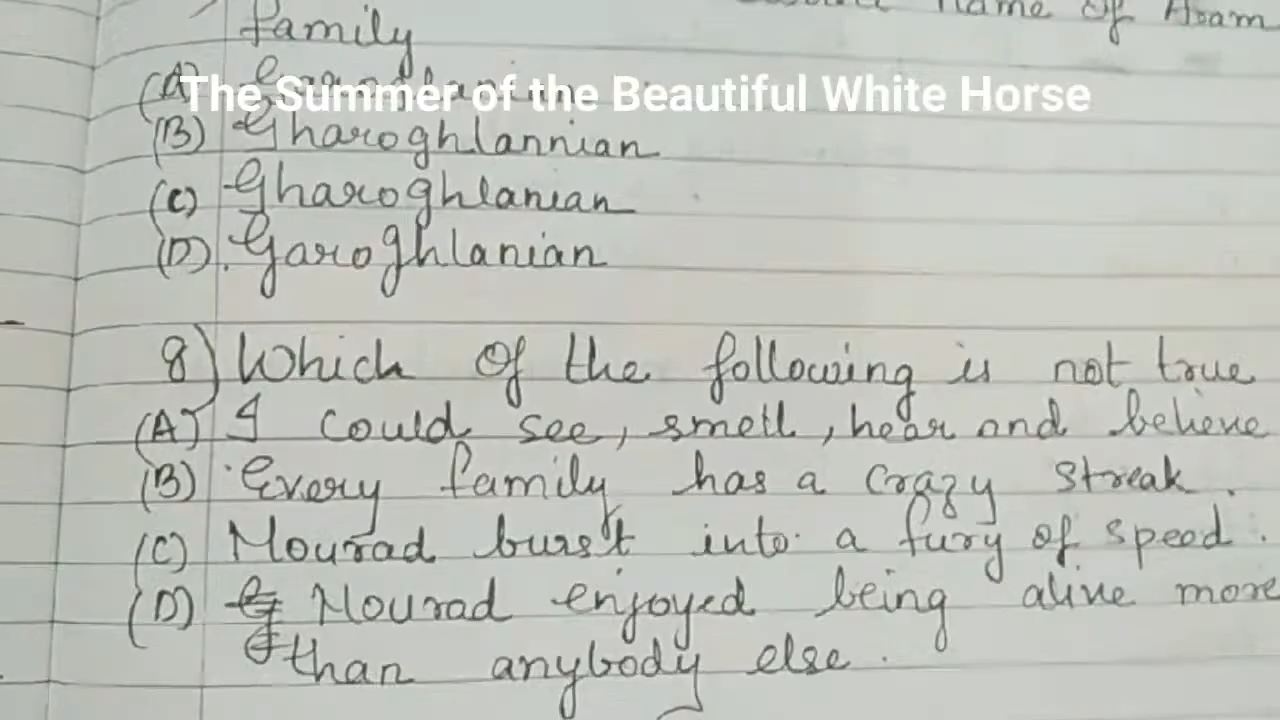 name of Aram
family
(A)
The Summer of the Beautiful White Horse
(B) Gharoghlannian
(C) Gharoghlanian
(D) Garoghlanian
8) Which of the following is not true
(A) I could see, smell, hear and believe
(B) Every family has a crazy streak.
(C) Mourad burst into a fury of speed.
(D) Mourad enjoyed being alive more
than anybody else.